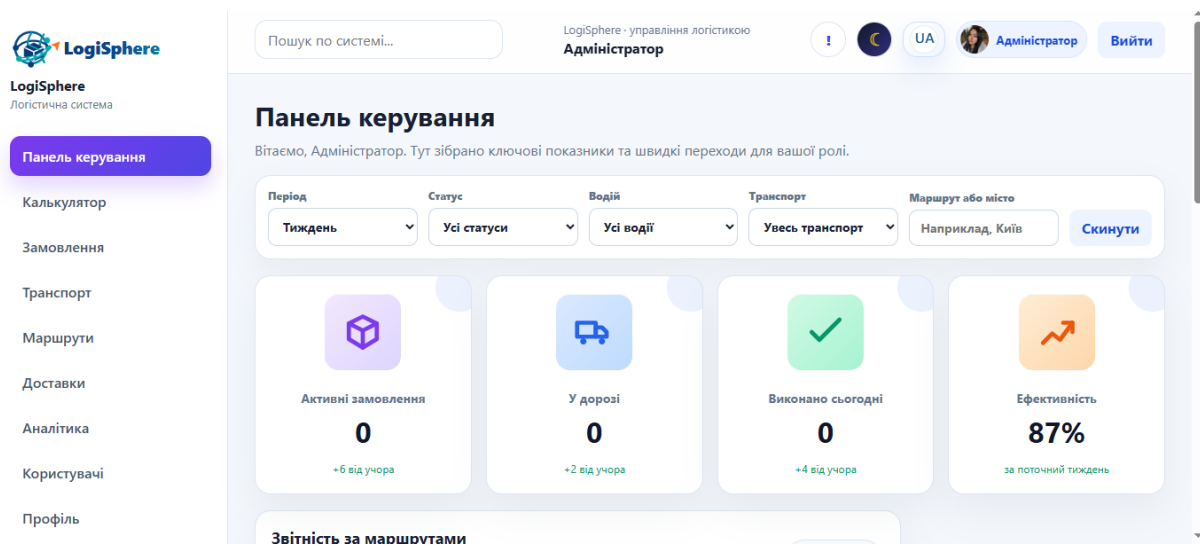 LogiSphere
LogiSphere
Логістична система
Панель керування
Калькулятор
Замовлення
Транспорт
Маршрути
Доставки
Аналітика
Користувачі
Профіль
Пошук по системі...
LogiSphere · управління логістикою
Адміністратор
!
UA
Адміністратор
Вийти
Панель керування
Вітаємо, Адміністратор. Тут зібрано ключові показники та швидкі переходи для вашої ролі.
Період
Тиждень
Статус
Усі статуси
Водій
Усі водії
Транспорт
Увесь транспорт
Маршрут або місто
Наприклад, Київ
Скинути
Активні замовлення
0
+6 від учора
У дорозі
0
+2 від учора
Виконано сьогодні
0
+4 від учора
Ефективність
87%
за поточний тиждень
Звітність за маршрутами